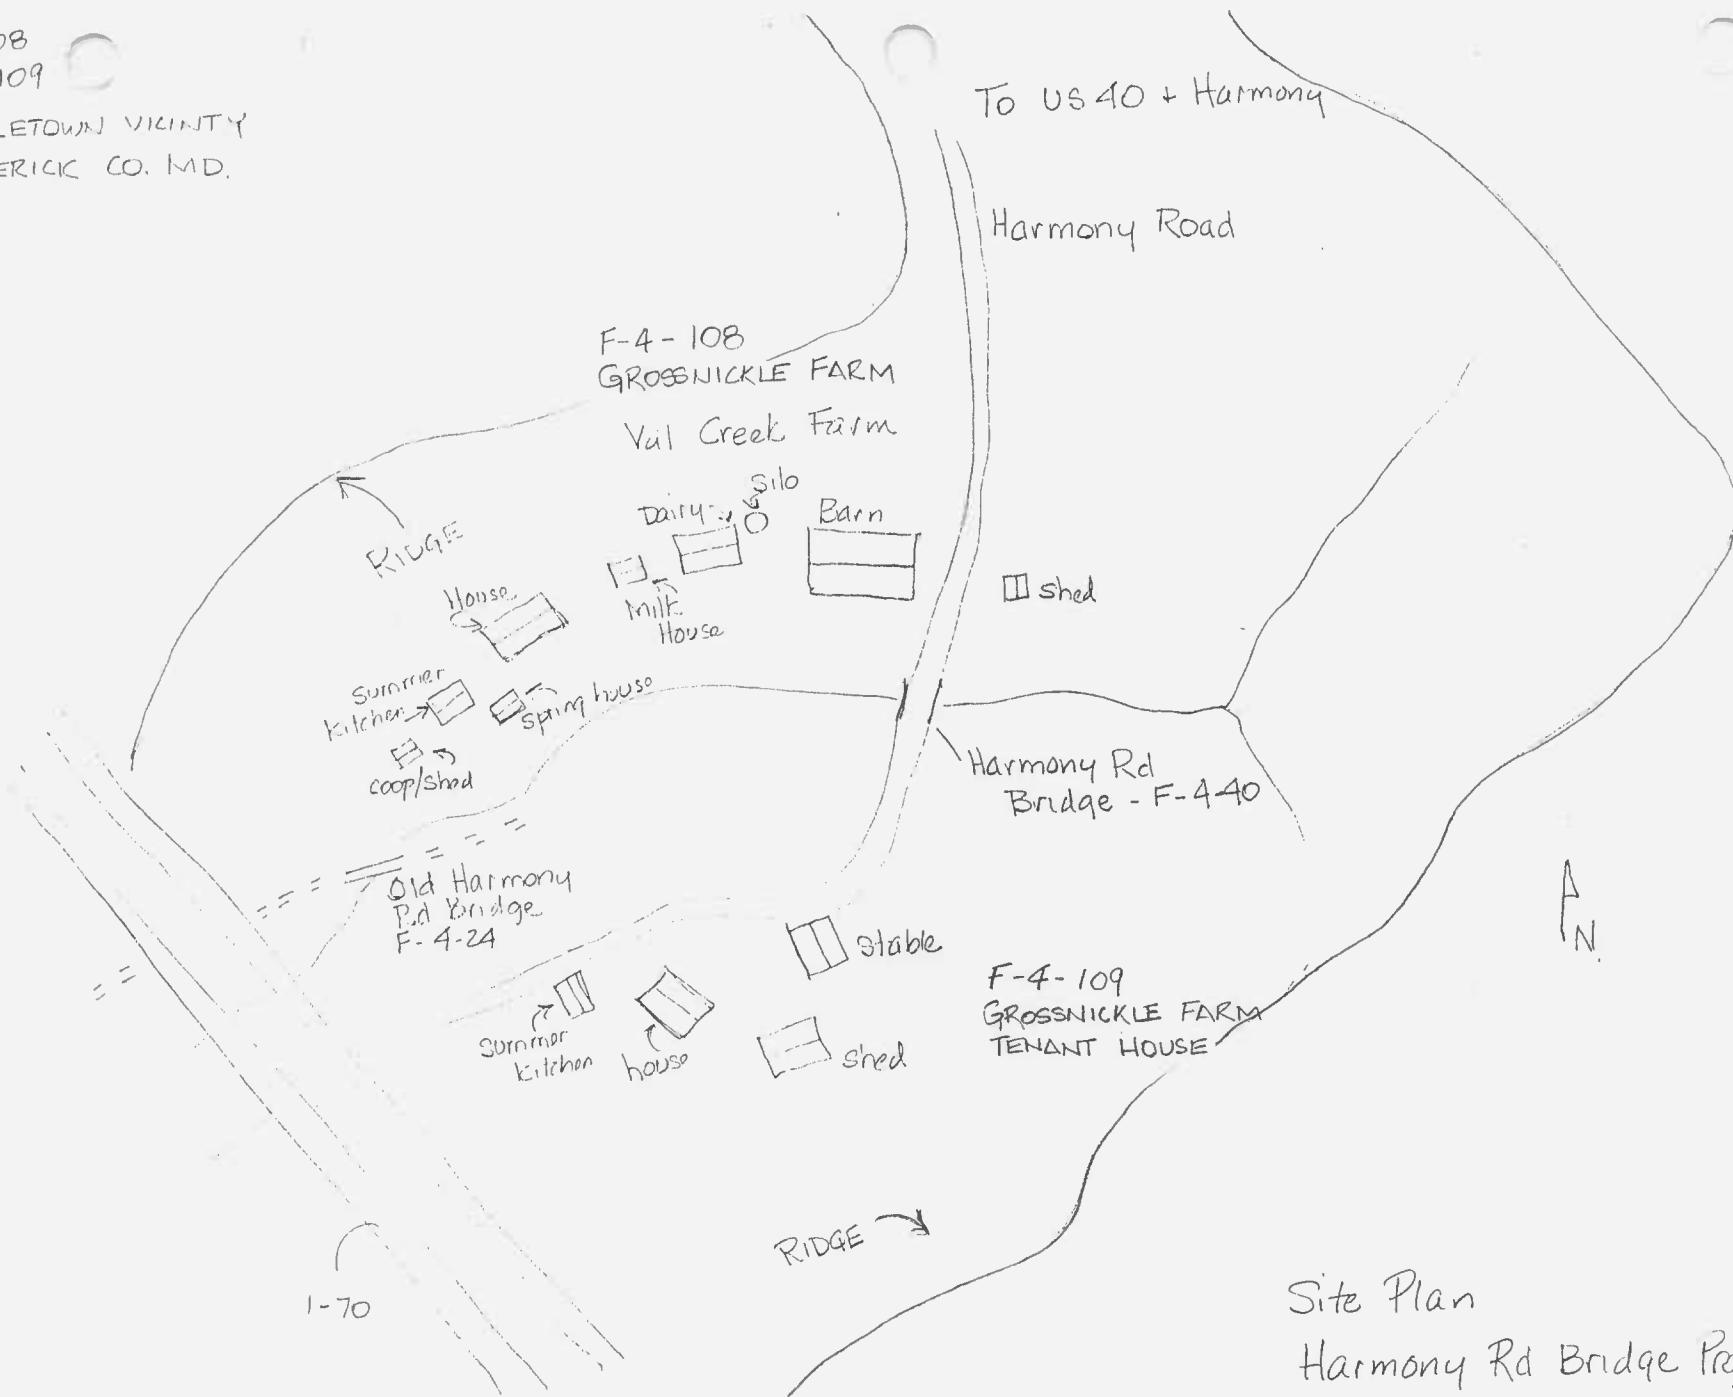 08
109
LETOWN VICINTY
ERICK CO. MD.
To US 40 + Harmony
Harmony Road
F-4-108
GROSSNICKLE FARM
Val Creek Farm
Silo
Dairy
Barn
RIDGE
House
Milk
House
Shed
Summer
kitchen
Spring house
coop/shed
Harmony Rd
Bridge - F-4-40
Old Harmony
Rd Bridge
F-4-24
Stable
N.
F-4-109
GROSSNICKLE FARM
TENANT HOUSE
Summer
kitchen
house
Shed
RIDGE
I-70
Site Plan
Harmony Rd Bridge Pro